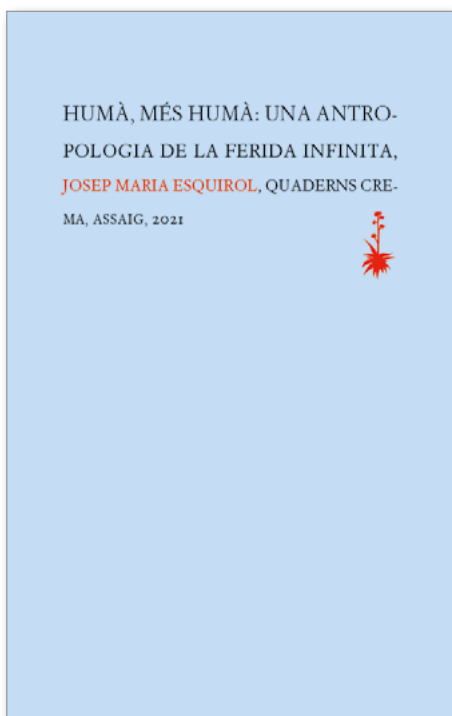 HUMÀ, MÉS HUMÀ: UNA ANTRO-
POLOGIA DE LA FERIDA INFINITA,
JOSEP MARIA ESQUIROL, QUADERNS CRE-
MA, ASSAIG, 2021